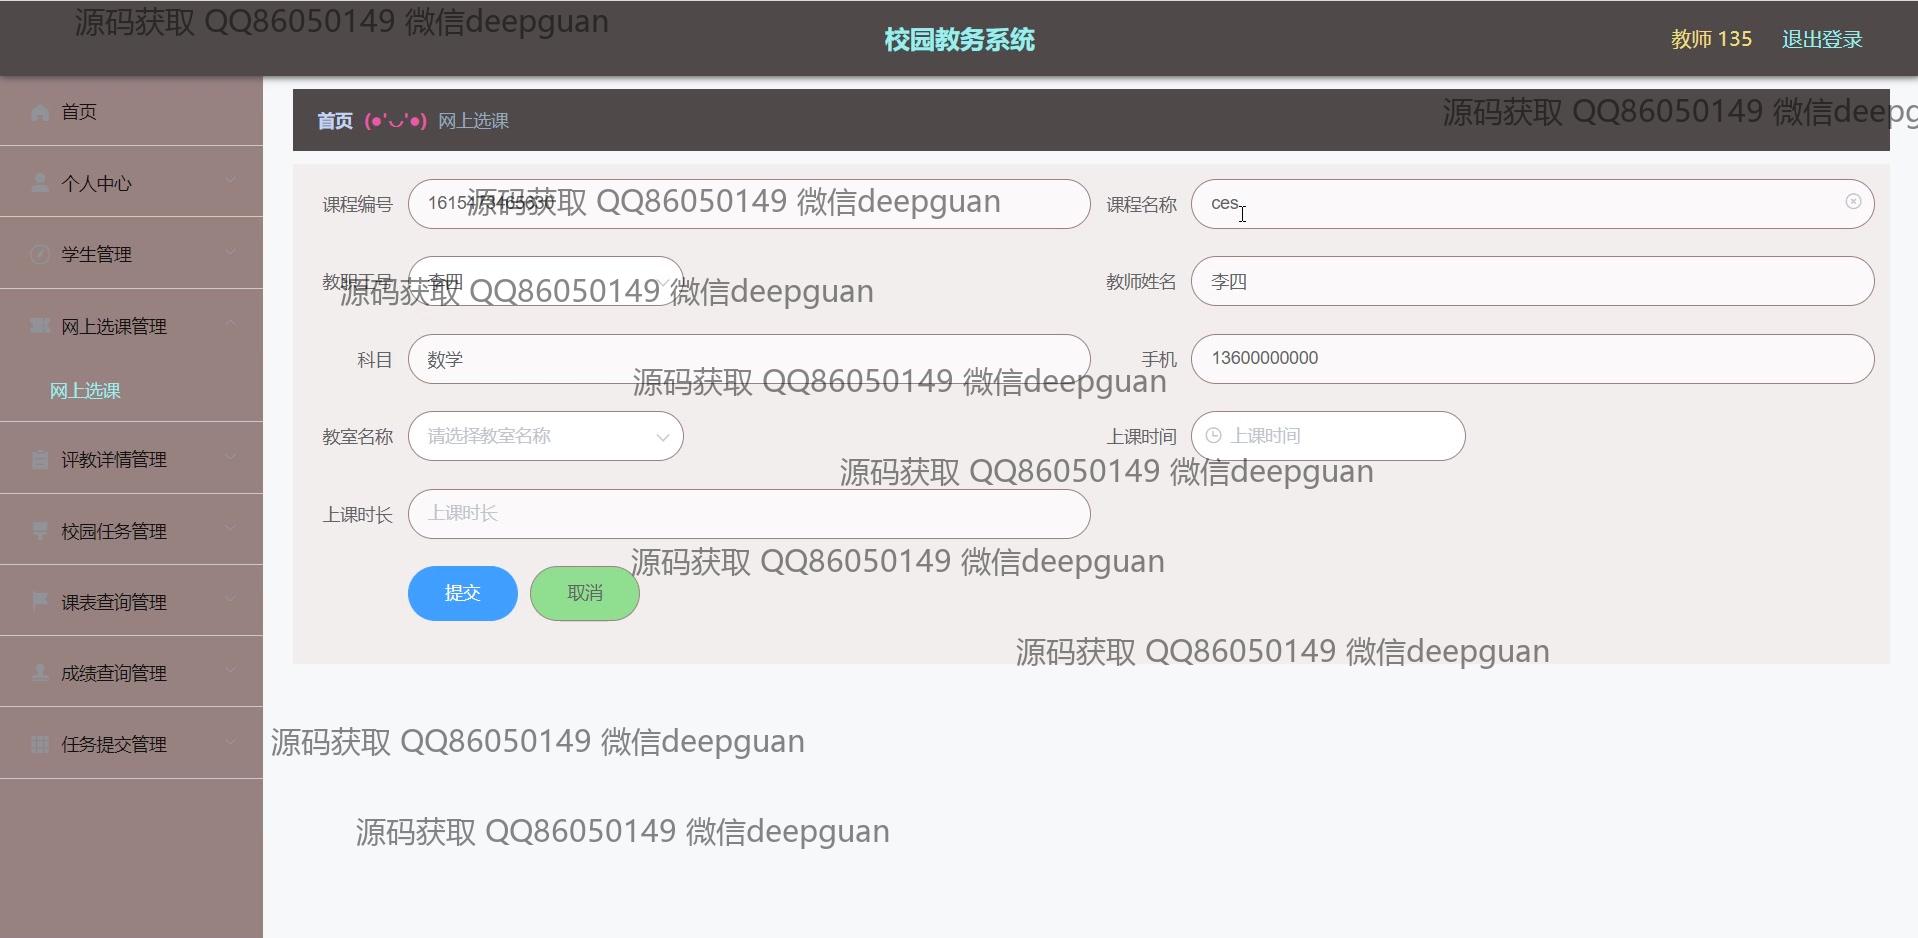 源码获取 QQ86050149 微信deepguan
校园教务系统
教师 135
退出登录
首页
个人中心
学生管理
网上选课管理
网上选课
评教详情管理
校园任务管理
课表查询管理
成绩查询管理
任务提交管理
首页 (●'◡'●) 网上选课
源码获取 QQ86050149 微信deepg
课程编号 1615473465630
源码获取 QQ86050149 微信deepguan
课程名称 ces
教职工号 李四
源码获取 QQ86050149 微信deepguan
教师姓名 李四
科目 数学
手机 13600000000
源码获取 QQ86050149 微信deepguan
教室名称 请选择教室名称
上课时间 上课时间
源码获取 QQ86050149 微信deepguan
上课时长 上课时长
源码获取 QQ86050149 微信deepguan
提交 取消
源码获取 QQ86050149 微信deepguan
源码获取 QQ86050149 微信deepguan
源码获取 QQ86050149 微信deepguan